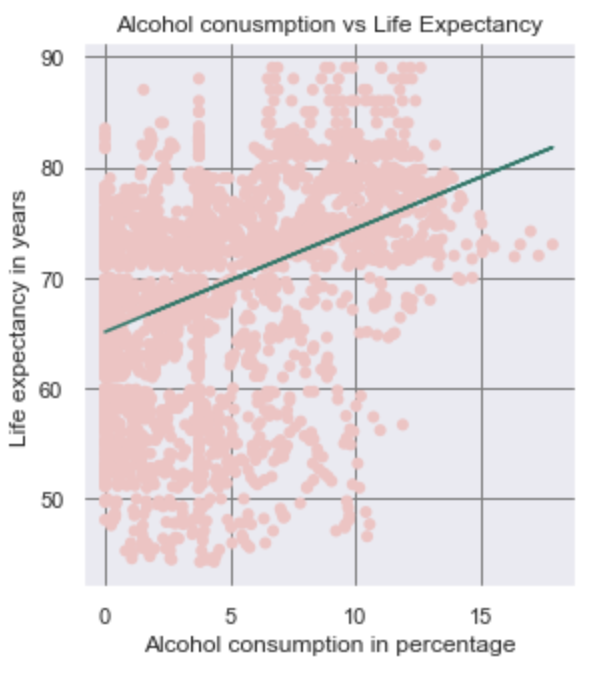 Alcohol conusmption vs Life Expectancy
90
80
70
60
50
Life expectancy in years
0 5 10 15
Alcohol consumption in percentage